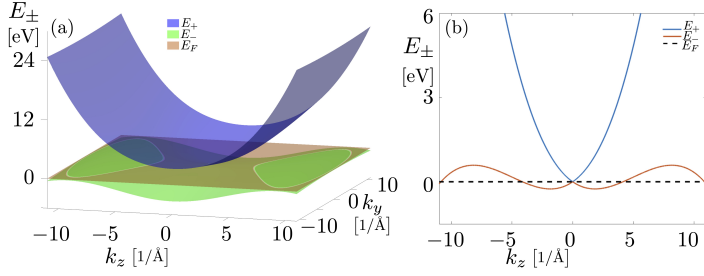 E± (a)
[eV]
E+
E−
EF
24
12
0
−10 −5 0 5 10
kz [1/Å]
10
0 ky
−10 [1/Å]
(b)
E+
E−
EF
E±
[eV]
6
3
0
−10 −5 0 5 10
kz [1/Å]